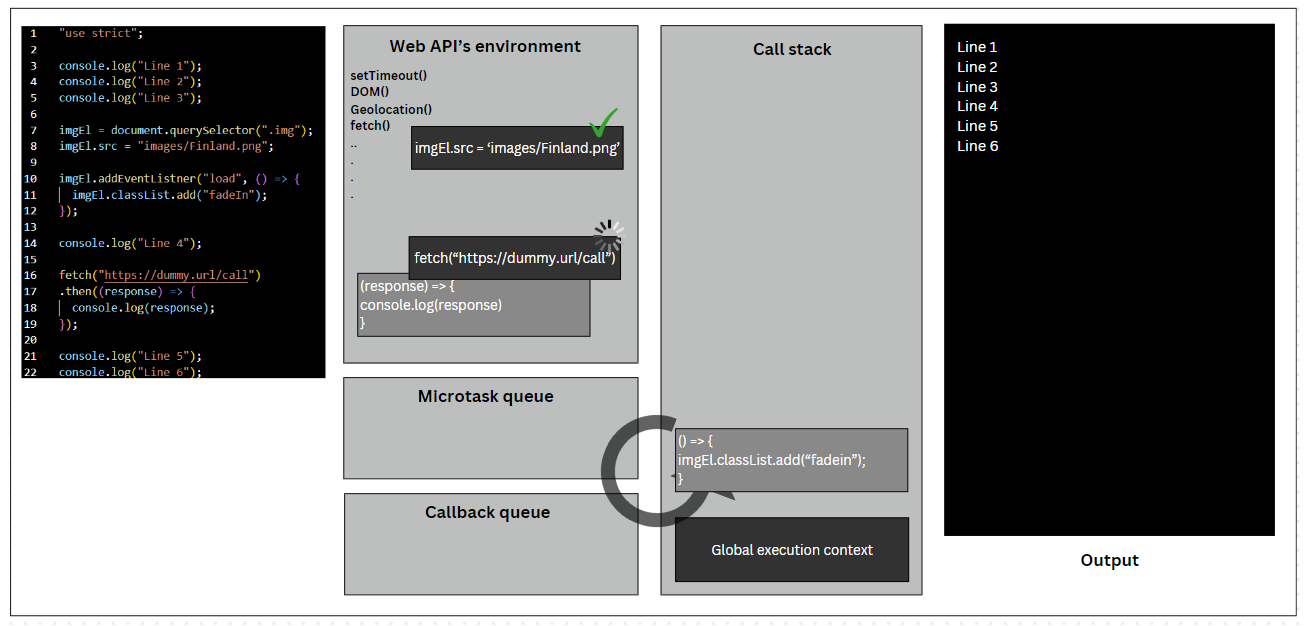 1 "use strict";
2
3 console.log("Line 1");
4 console.log("Line 2");
5 console.log("Line 3");
6
7 imgEl = document.querySelector(".img");
8 imgEl.src = "images/Finland.png";
9
10 imgEl.addEventListner("load", () => {
11 imgEl.classList.add("fadeIn");
12 });
13
14 console.log("Line 4");
15
16 fetch("https://dummy.url/call")
17 .then((response) => {
18 console.log(response);
19 });
20
21 console.log("Line 5");
22 console.log("Line 6");
Web API’s environment
setTimeout()
DOM()
Geolocation()
fetch()
..
.
.
.
imgEl.src = ‘images/Finland.png’
fetch(“https://dummy.url/call”)
(response) => {
console.log(response)
}
Microtask queue
Callback queue
Call stack
() => {
imgEl.classList.add(“fadein”);
}
Global execution context
Line 1
Line 2
Line 3
Line 4
Line 5
Line 6
Output